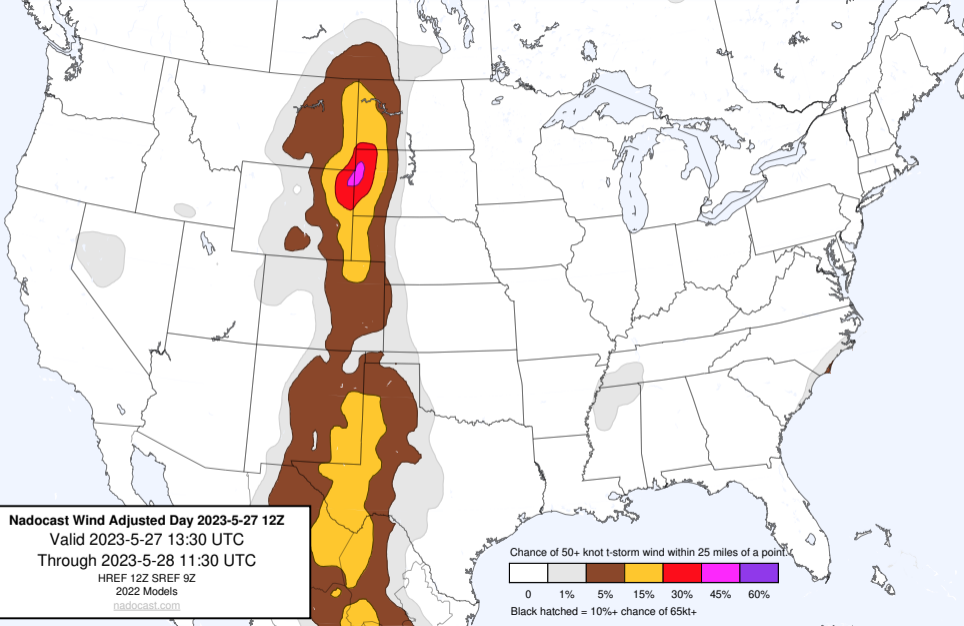 Nadocast Wind Adjusted Day 2023-5-27 12Z
Valid 2023-5-27 13:30 UTC
Through 2023-5-28 11:30 UTC
HREF 12Z SREF 9Z
2022 Models
nadocast.com
Chance of 50+ knot t-storm wind within 25 miles of a point.
0 1% 5% 15% 30% 45% 60%
Black hatched = 10%+ chance of 65kt+